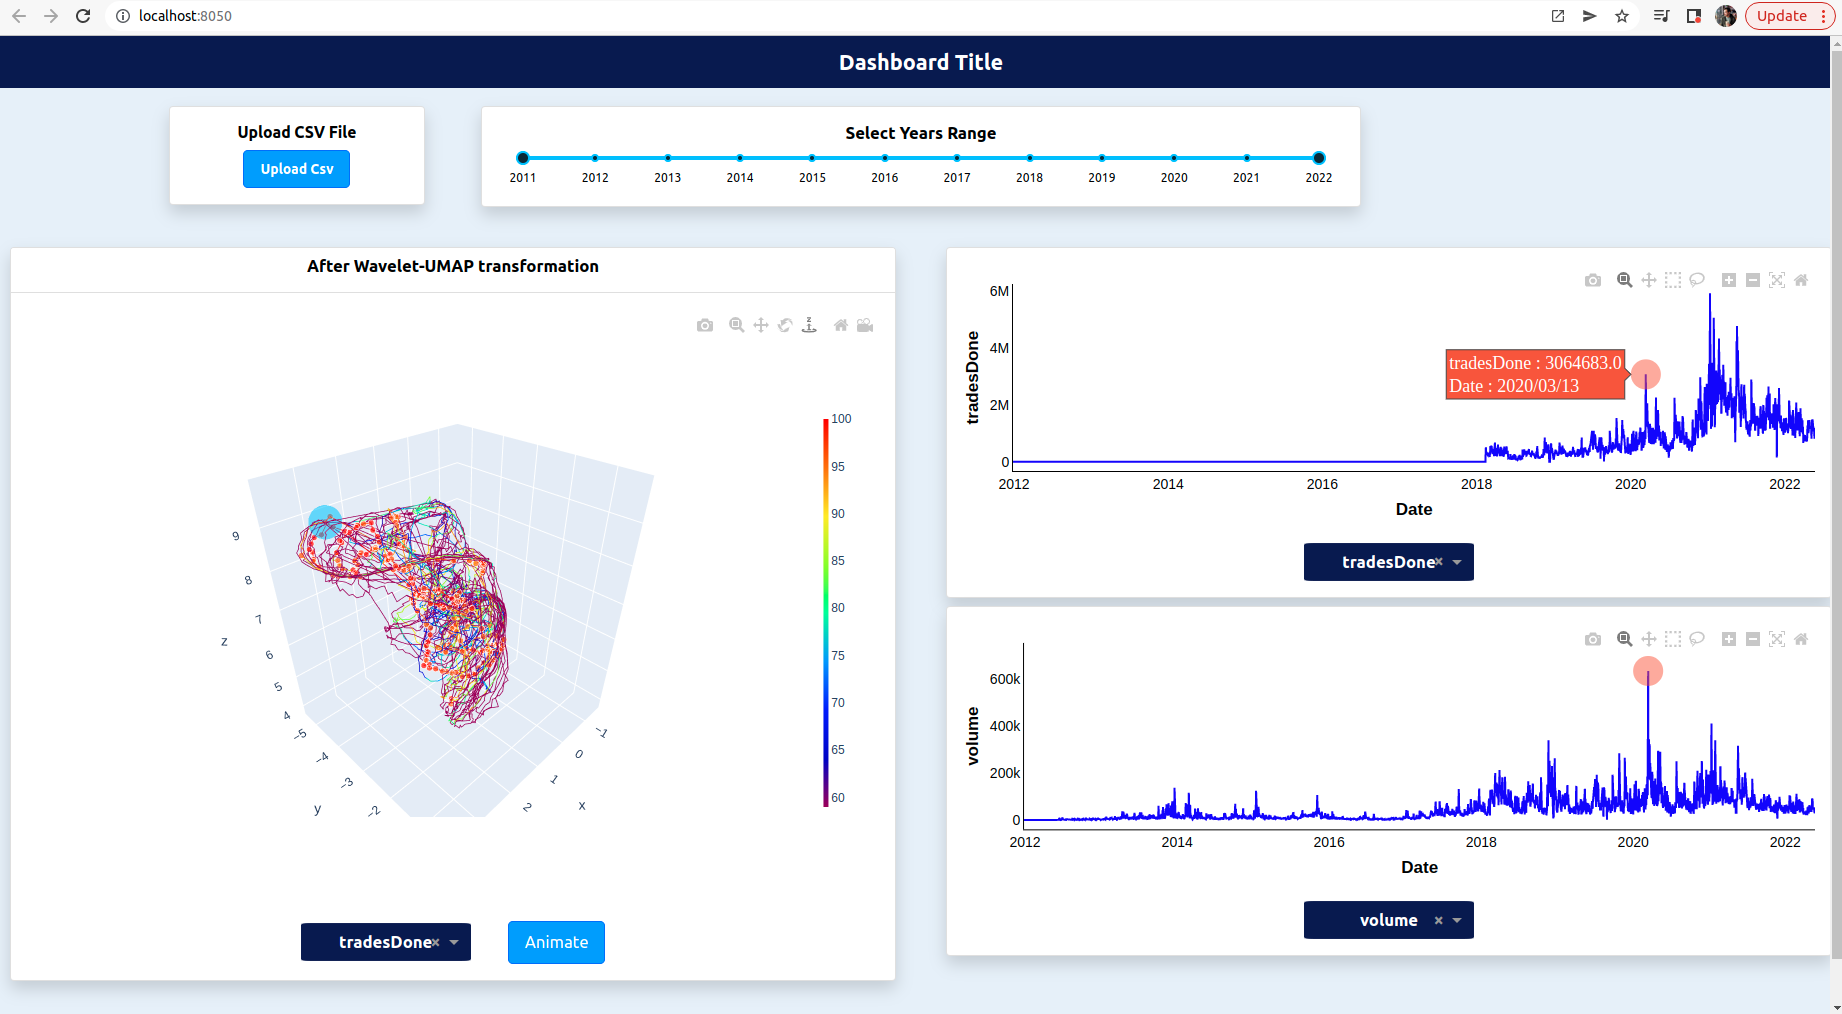 localhost:8050
Update
Dashboard Title
Upload CSV File
Upload Csv
Select Years Range
2011 2012 2013 2014 2015 2016 2017 2018 2019 2020 2021 2022
After Wavelet-UMAP transformation
z
100
95
90
85
80
75
70
65
60
9
8
7
6
5
4
z
−5
−4
−3
−2
y
−1
0
1
2
x
tradesDone ×
Animate
6M
4M
2M
0
tradesDone
tradesDone : 3064683.0
Date : 2020/03/13
2012 2014 2016 2018 2020 2022
Date
tradesDone ×
600k
400k
200k
0
volume
2012 2014 2016 2018 2020 2022
Date
volume ×